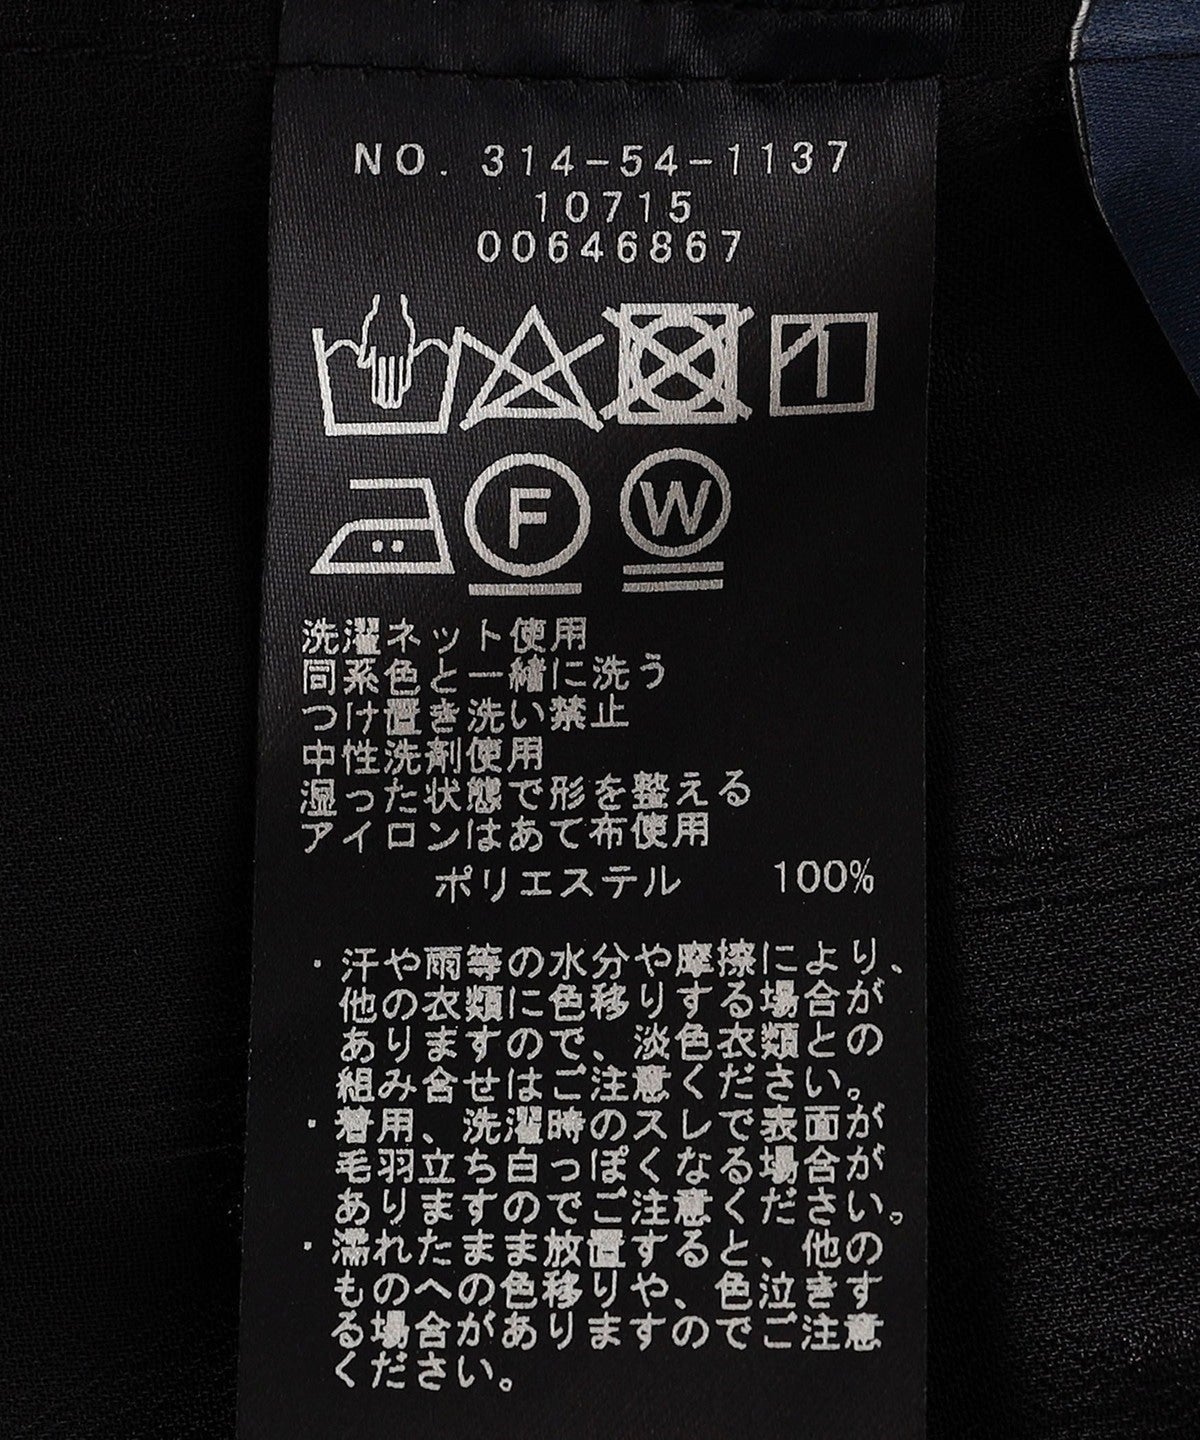 NO. 314-54-1137
10715
00646867
F W
洗濯ネット使用
同系色と一緒に洗う
つけ置き洗い禁止
中性洗剤使用
湿った状態で形を整える
アイロンはあて布使用
ポリエステル 100%
・汗や雨等の水分や摩擦により、
他の衣類に色移りする場合が
ありますので、淡色衣類との
組み合せはご注意ください。
・着用、洗濯時のスレで表面が
毛羽立ち白っぽくなる場合が
ありますのでご注意ください。
・濡れたまま放置すると、他の
ものへの色移りや、色泣きす
る場合がありますのでご注意
ください。